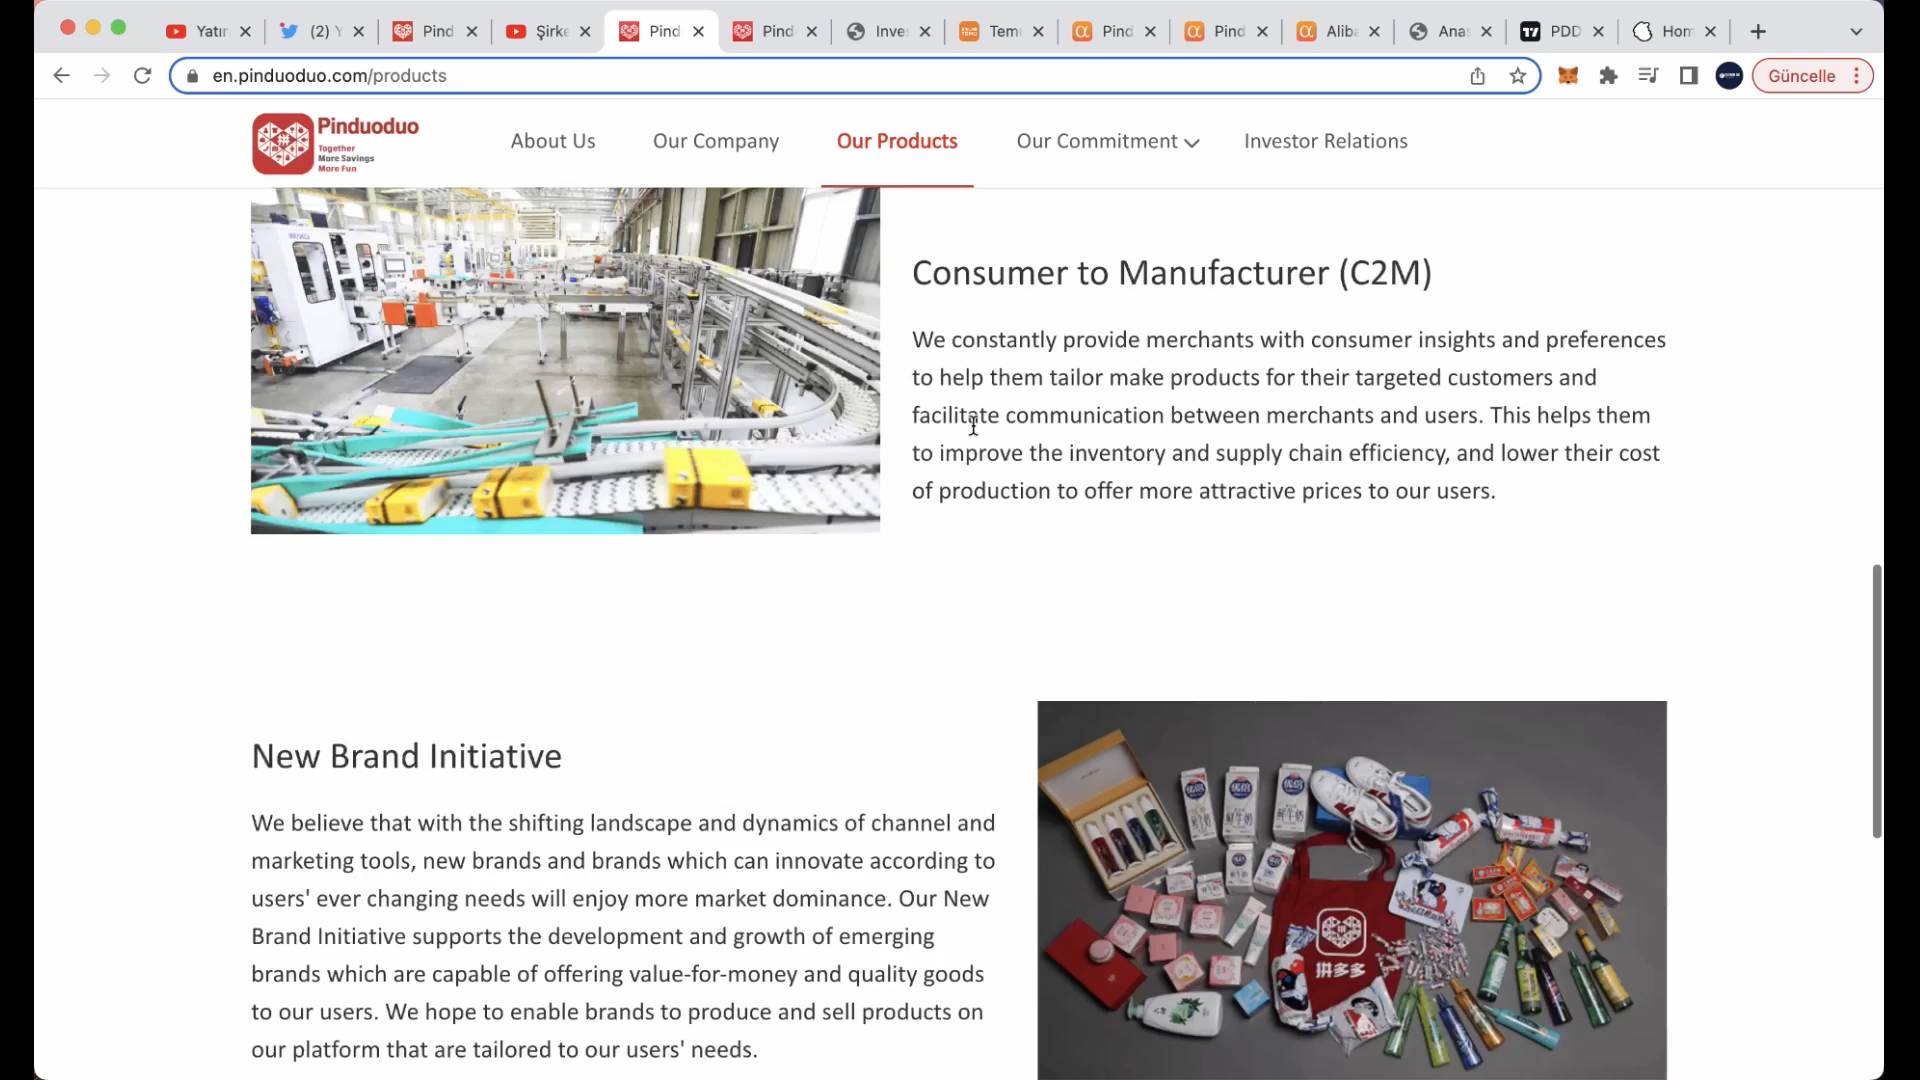 Yatır
(2) Y
Pind
Şirke
Pind
Pind
Inve
Tem
Pind
Pind
Alib
Ana
PDD
Hom
en.pinduoduo.com/products
Güncelle
Pinduoduo
Together
More Savings
More Fun
About Us
Our Company
Our Products
Our Commitment
Investor Relations
Consumer to Manufacturer (C2M)
We constantly provide merchants with consumer insights and preferences
to help them tailor make products for their targeted customers and
facilitate communication between merchants and users. This helps them
to improve the inventory and supply chain efficiency, and lower their cost
of production to offer more attractive prices to our users.
New Brand Initiative
We believe that with the shifting landscape and dynamics of channel and
marketing tools, new brands and brands which can innovate according to
users' ever changing needs will enjoy more market dominance. Our New
Brand Initiative supports the development and growth of emerging
brands which are capable of offering value-for-money and quality goods
to our users. We hope to enable brands to produce and sell products on
our platform that are tailored to our users' needs.
拼多多